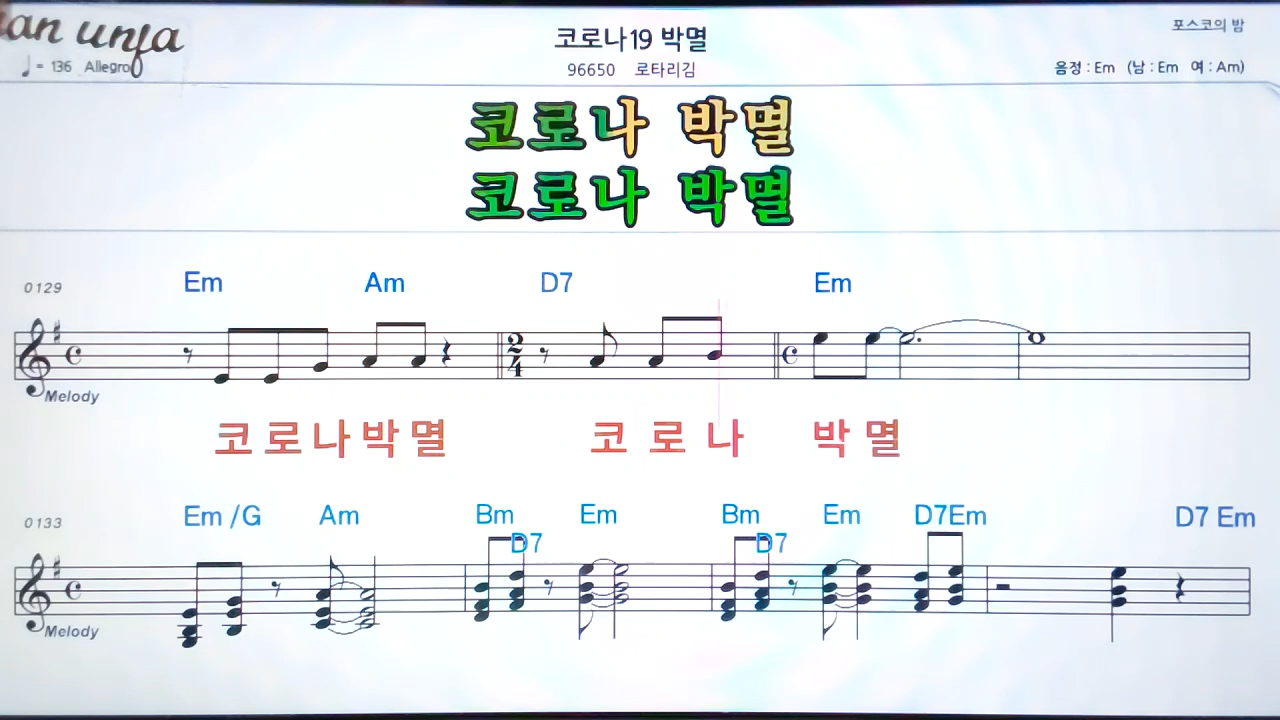 an unja
코로나19 박멸
포스코의 밤
♩= 136 Allegro
96650 로타리김
음정 : Em (남 : Em 여 : Am)
코로나 박멸
코로나 박멸
0129 Em Am D7 Em
2
4
Melody
코로나박멸 코로나 박멸
0133 Em /G Am Bm D7 Em Bm D7 Em D7Em D7 Em
Melody